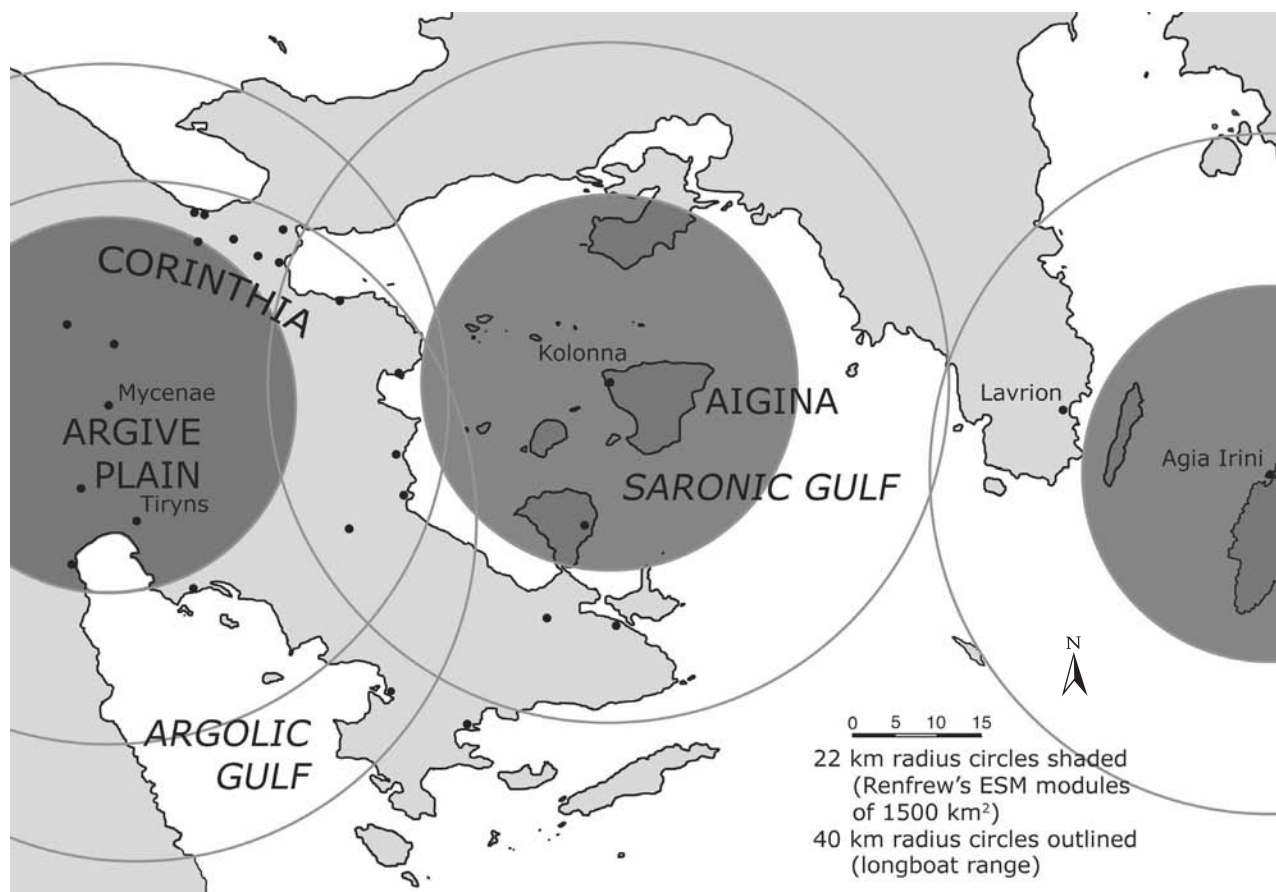 CORINTHIA
Mycenae
ARGIVE
PLAIN
Tiryns
Kolonna
AIGINA
SARONIC GULF
Lavrion
Agia Irini
ARGOLIC
GULF
N
0 5 10 15
22 km radius circles shaded
(Renfrew's ESM modules
of 1500 km²)
40 km radius circles outlined
(longboat range)